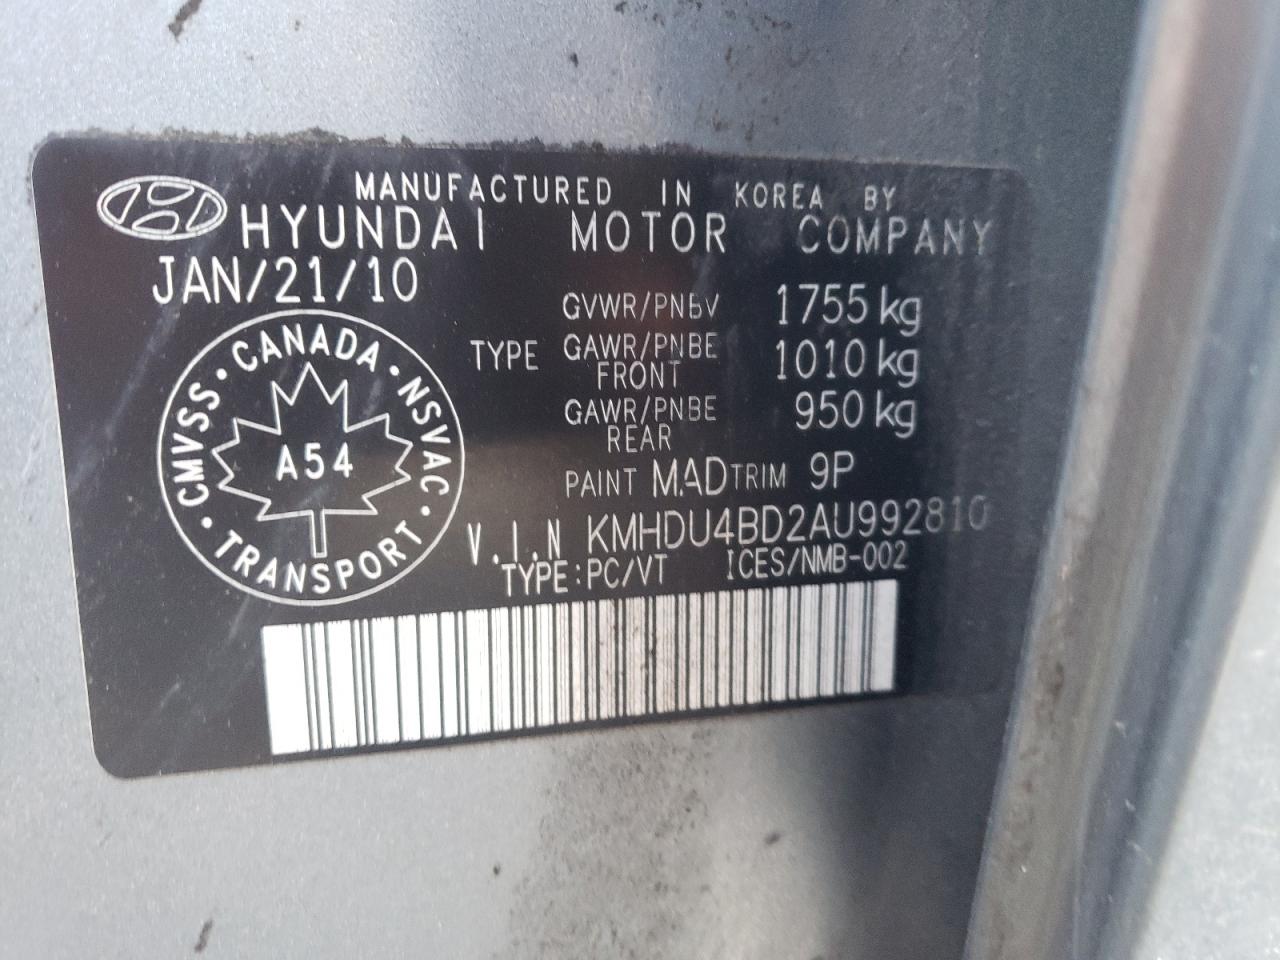 MANUFACTURED IN KOREA BY
HYUNDAI MOTOR COMPANY
JAN/21/10
GVWR/PNBV 1755 kg
TYPE GAWR/PNBE FRONT 1010 kg
GAWR/PNBE REAR 950 kg
PAINT MAD TRIM 9P
V.I.N KMHDU4BD2AU992810
TYPE:PC/VT ICES/NMB-002
CMVSS · CANADA · NSVAC · TRANSPORT ·
A54